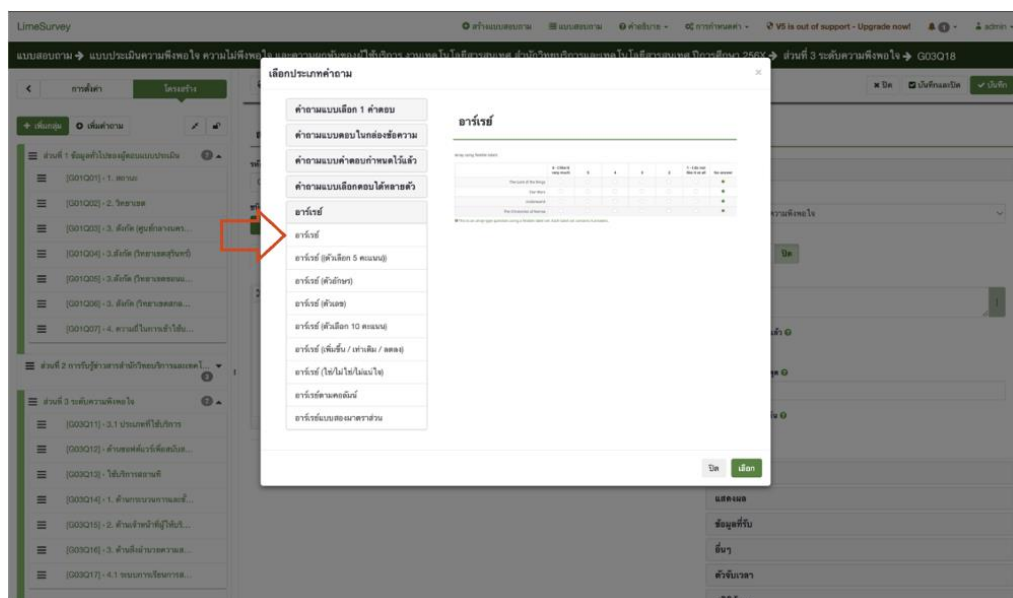 LimeSurvey
สร้างแบบสอบถาม
แบบสอบถาม
คำอธิบาย
การกำหนดค่า
V5 is out of support - Upgrade now!
0
admin
แบบสอบถาม → แบบประเมินความพึงพอใจ ความไม่พึงพอใจ และความผูกพันของผู้ใช้บริการ งานเทคโนโลยีสารสนเทศ สำนักวิทยบริการและเทคโนโลยีสารสนเทศ ปีการศึกษา 256X → ส่วนที่ 3 ระดับความพึงพอใจ → G03Q18
การตั้งค่า
โครงสร้าง
ปิด
บันทึกและปิด
บันทึก
เพิ่มกลุ่ม
เพิ่มคำถาม
ส่วนที่ 1 ข้อมูลทั่วไปของผู้ตอบแบบประเมิน
[G01Q01] - 1. สถานะ
[G01Q02] - 2. วิทยาเขต
[G01Q03] - 3. สังกัด (ศูนย์กลางนคร...
[G01Q04] - 3.สังกัด (วิทยาเขตสุรินทร์)
[G01Q05] - 3.สังกัด (วิทยาเขตขอนแ...
[G01Q06] - 3. สังกัด (วิทยาเขตสกล...
[G01Q07] - 4. ความถี่ในการเข้าใช้บ...
ส่วนที่ 2 การรับรู้ข่าวสารสำนักวิทยบริการและเทคโ...
ส่วนที่ 3 ระดับความพึงพอใจ
[G03Q11] - 3.1 ประเภทที่ใช้บริการ
[G03Q12] - ด้านซอฟต์แวร์เพื่อสนับส...
[G03Q13] - ใช้บริการสถานที่
[G03Q14] - 1. ด้านกระบวนการและขั้...
[G03Q15] - 2. ด้านเจ้าหน้าที่ผู้ให้บริ...
[G03Q16] - 3. ด้านสิ่งอำนวยความส...
[G03Q17] - 4.1 ระบบการเรียนการส...
เลือกประเภทคำถาม
×
คำถามแบบเลือก 1 คำตอบ
คำถามแบบตอบในกล่องข้อความ
คำถามแบบคำตอบกำหนดไว้แล้ว
คำถามแบบเลือกตอบได้หลายตัว
อาร์เรย์
อาร์เรย์
อาร์เรย์ ((ตัวเลือก 5 คะแนน))
อาร์เรย์ (ตัวอักษร)
อาร์เรย์ (ตัวเลข)
อาร์เรย์ (ตัวเลือก 10 คะแนน)
อาร์เรย์ (เพิ่มขึ้น / เท่าเดิม / ลดลง)
อาร์เรย์ (ใช่/ไม่ใช่/ไม่แน่ใจ)
อาร์เรย์ตามคอลัมน์
อาร์เรย์แบบสองมาตราส่วน
อาร์เรย์
ปิด
เลือก
ความพึงพอใจ
ปิด
แสดงผล
ข้อมูลที่รับ
อื่นๆ
ตัวจับเวลา